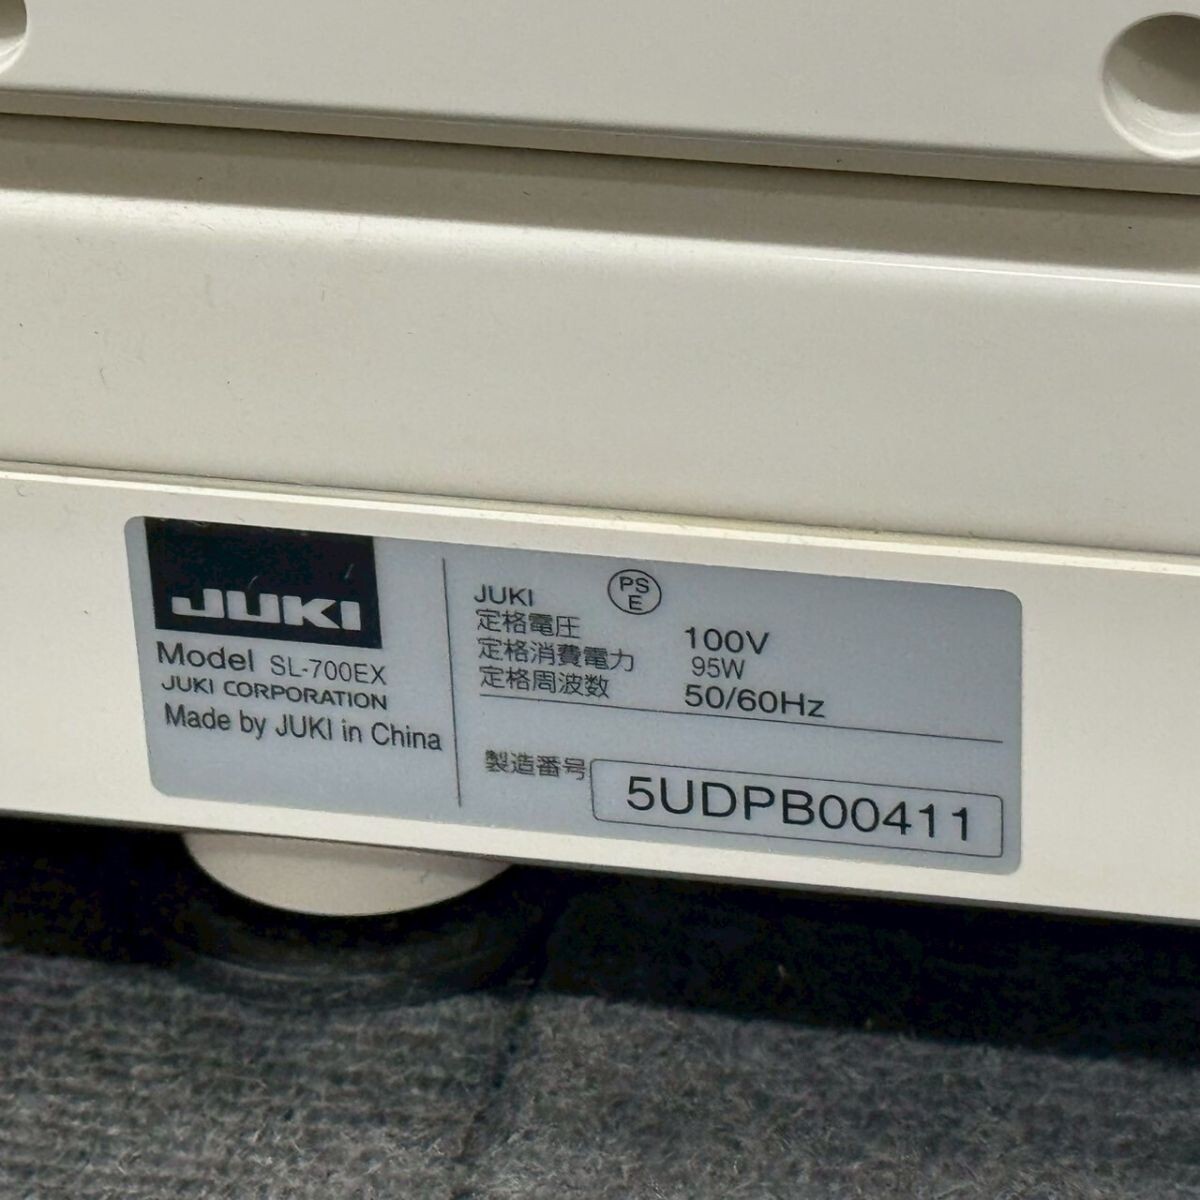 JUKI
Model SL-700EX
JUKI CORPORATION
Made by JUKI in China
JUKI PSE
定格電圧 100V
定格消費電力 95W
定格周波数 50/60Hz
製造番号 5UDPB00411